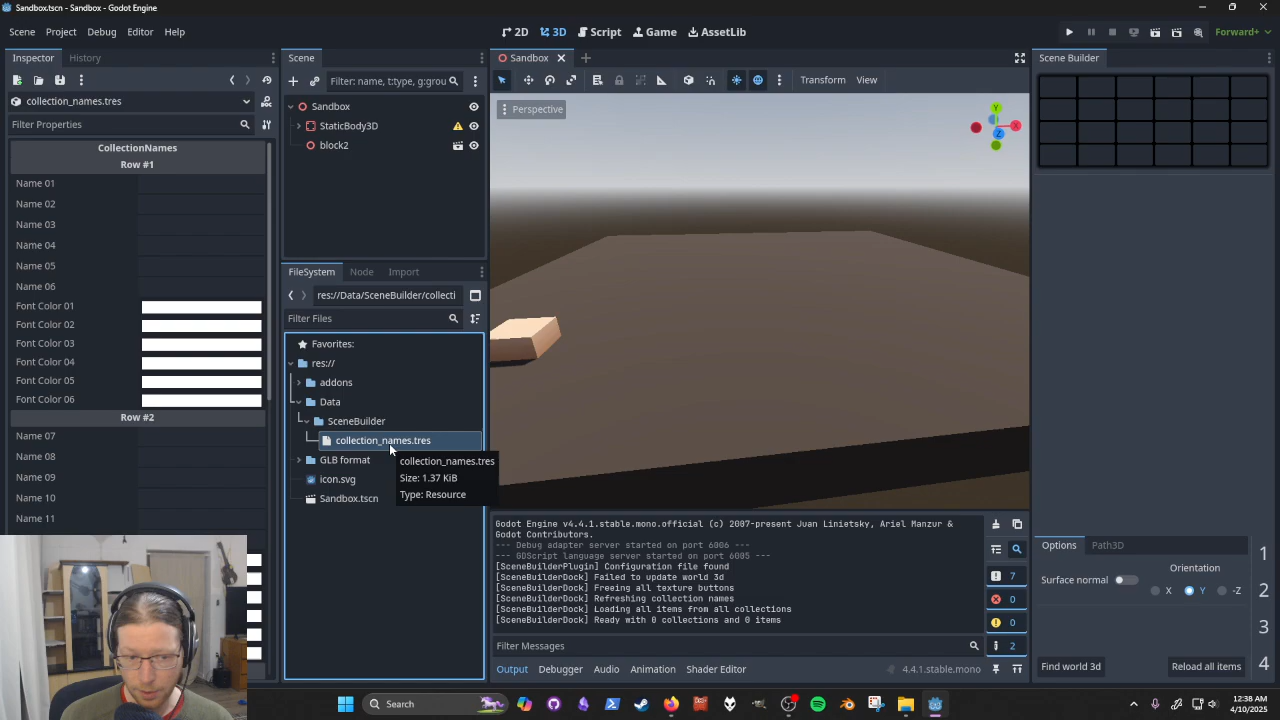 Sandbox.tscn - Sandbox - Godot Engine
Scene Project Debug Editor Help
2D 3D Script Game AssetLib
Forward+
Inspector History
collection_names.tres
Filter Properties
CollectionNames
Row #1
Name 01
Name 02
Name 03
Name 04
Name 05
Name 06
Font Color 01
Font Color 02
Font Color 03
Font Color 04
Font Color 05
Font Color 06
Row #2
Name 07
Name 08
Name 09
Name 10
Name 11
Scene
Filter: name, t:type, g:grou
Sandbox
StaticBody3D
block2
FileSystem Node Import
res://Data/SceneBuilder/collecti
Filter Files
Favorites:
res://
addons
Data
SceneBuilder
collection_names.tres
GLB format
icon.svg
Sandbox.tscn
collection_names.tres
Size: 1.37 KiB
Type: Resource
Sandbox
Transform View
Perspective
Y
X
Z
Godot Engine v4.4.1.stable.mono.official (c) 2007-present Juan Linietsky, Ariel Manzur &
Godot Contributors.
--- Debug adapter server started on port 6006 ---
--- GDScript language server started on port 6005 ---
[SceneBuilderPlugin] Configuration file found
[SceneBuilderDock] Failed to update world 3d
[SceneBuilderDock] Freeing all texture buttons
[SceneBuilderDock] Refreshing collection names
[SceneBuilderDock] Loading all items from all collections
[SceneBuilderDock] Ready with 0 collections and 0 items
7
0
0
2
Filter Messages
Output Debugger Audio Animation Shader Editor
4.4.1.stable.mono
Scene Builder
Options Path3D
Surface normal
Orientation
X Y -Z
1
2
3
4
Find world 3d
Reload all items
Search
12:38 AM
4/10/2025